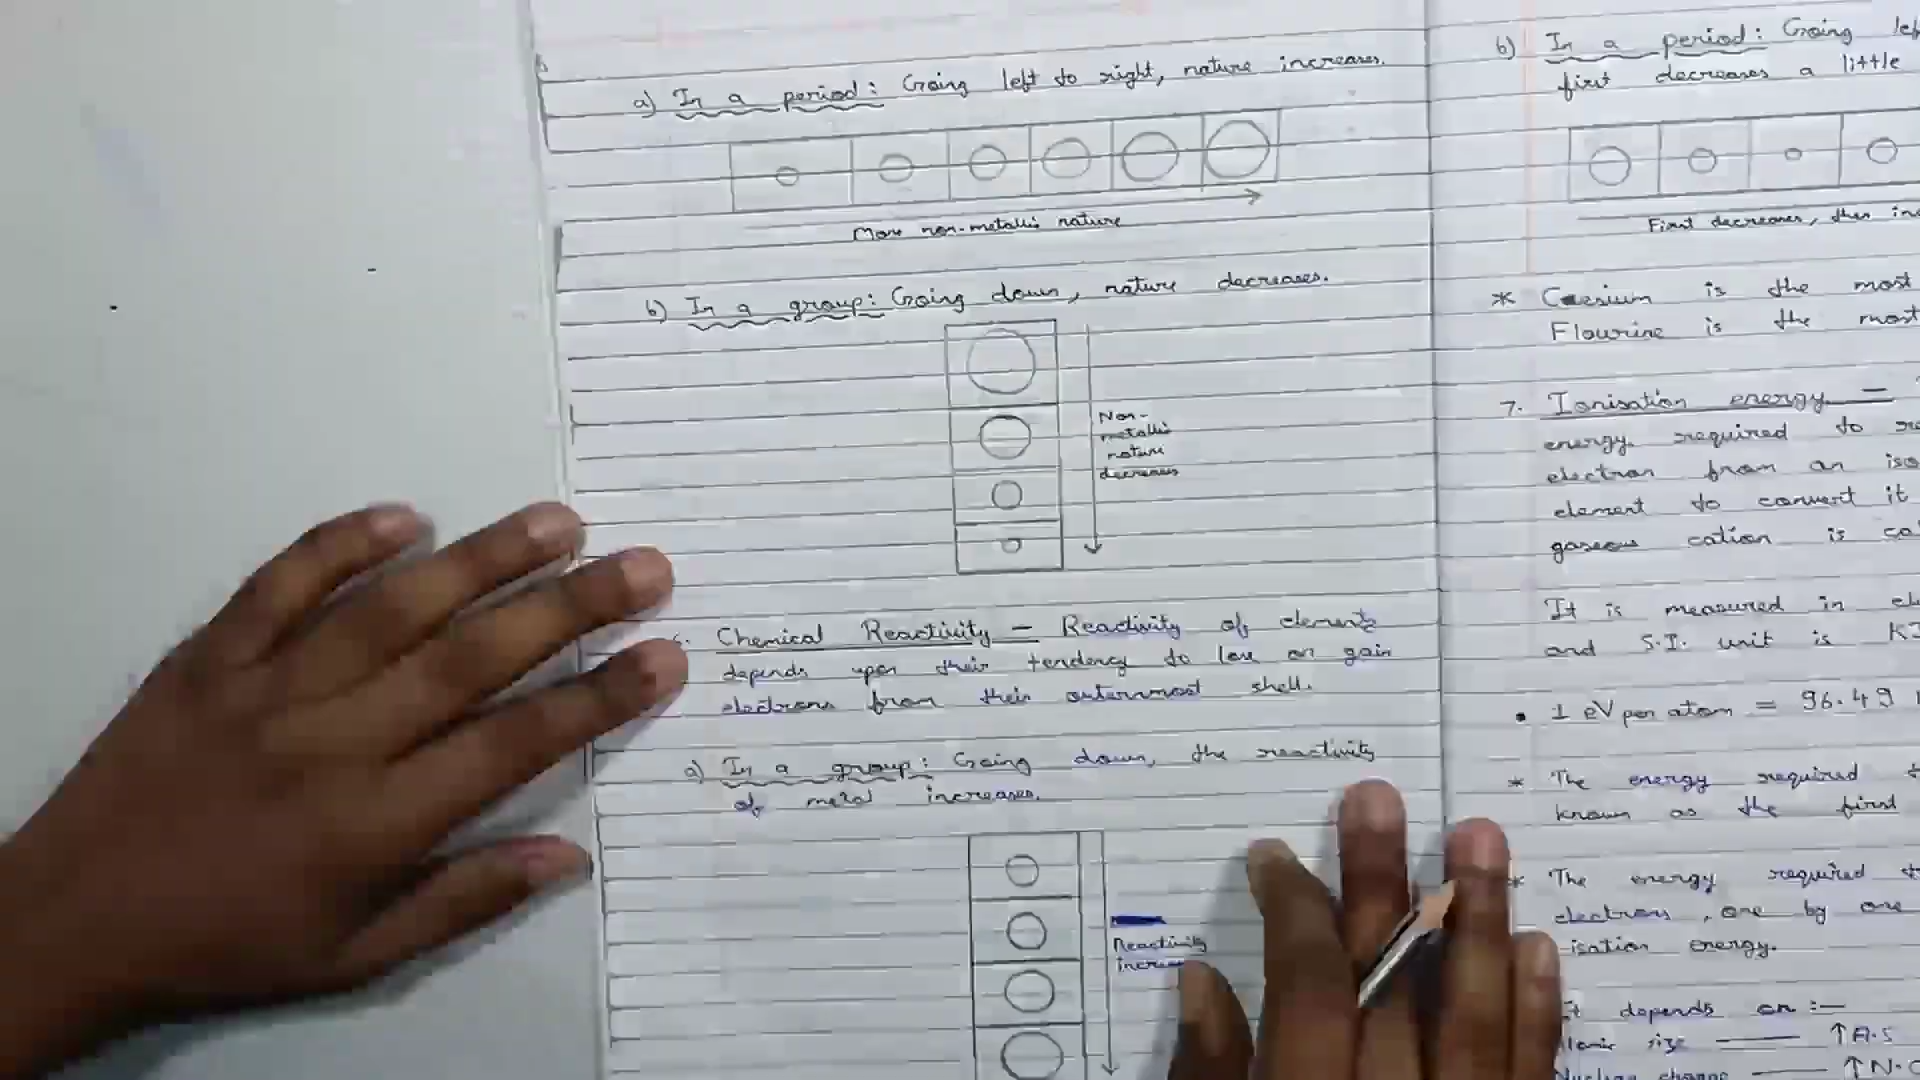 a) In a period: Going left to right, nature increases.
More non-metallic nature
b) In a group: Going down, nature decreases.
Non-
metallic
nature
decreases
6. Chemical Reactivity — Reactivity of elements
depends upon their tendency to lose or gain
electrons from their outermost shell.
a) In a group: Going down, the reactivity
of metal increases.
Reactivity
b) In a period: Going
first decreases a little
First decreases, then
* Caesium is the most
Flourine is the most
7. Ionisation energy —
energy required to
electron from an
element to convert it
gaseous cation is
It is measured in
and S.I. unit is
• 1 eV per atom = 96.49
* The energy required
known as the first
* The energy required
electrons, one by one
-isation energy.
It depends on :—
size — ↑ A.S
Nuclear charge — ↑ N.C